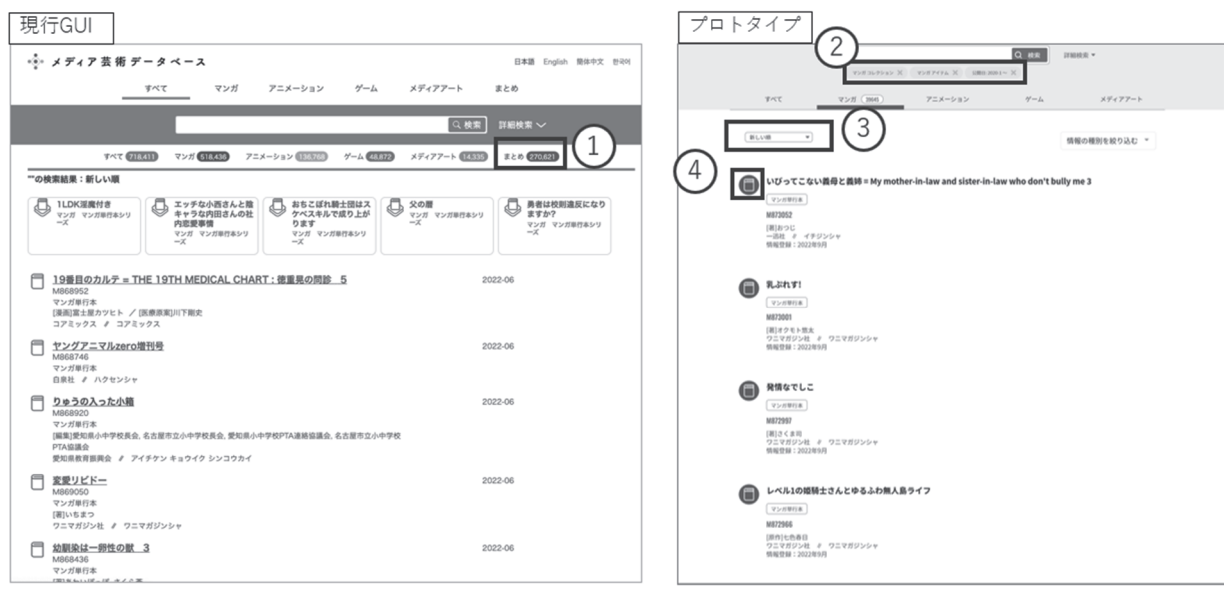 現行GUI
メディア芸術データベース
日本語 English 簡体中文 한국어
すべて マンガ アニメーション ゲーム メディアアート まとめ
検索 詳細検索
すべて 718,411 マンガ 518,436 アニメーション 136,768 ゲーム 48,872 メディアアート 14,335 まとめ 270,621
①
""の検索結果：新しい順
1LDK淫魔付き
マンガ マンガ単行本シリ
ーズ
エッチな小西さんと陰
キャラな内田さんの社
内恋愛事情
マンガ マンガ単行本シリ
ーズ
おちこぼれ騎士団はス
ケベスキルで成り上が
ります
マンガ マンガ単行本シリ
ーズ
父の暦
マンガ マンガ単行本シリ
ーズ
勇者は校則違反になり
ますか?
マンガ マンガ単行本シリ
ーズ
19番目のカルテ = THE 19TH MEDICAL CHART : 徳重晃の問診 5 2022-06
M868952
マンガ単行本
[漫画]富士屋カツヒト ／ [医療原案]川下剛史
コアミックス ∥ コアミックス
ヤングアニマルzero増刊号 2022-06
M868746
マンガ単行本
白泉社 ∥ ハクセンシャ
りゅうの入った小箱 2022-06
M868920
マンガ単行本
[編集]愛知県小中学校長会, 名古屋市立小中学校長会, 愛知県小中学校PTA連絡協議会, 名古屋市立小中学校
PTA協議会
愛知県教育振興会 ∥ アイチケン キョウイク シンコウカイ
変愛リビドー 2022-06
M869050
マンガ単行本
[著]いちまつ
ワニマガジン社 ∥ ワニマガジンシャ
幼馴染は一卵性の獣 3 2022-06
M868436
マンガ単行本
プロトタイプ
②
検索 詳細検索
マンガコレクション × マンガアイテム ×
すべて マンガ アニメーション ゲーム メディアアート
新しい順
③
情報の種別を絞り込む
④
いびってこない義母と義姉 = My mother-in-law and sister-in-law who don't bully me 3
マンガ単行本
M873052
[著]おつじ
一迅社 ∥ イチジンシャ
情報登録：2022年9月
乳ぶれす!
マンガ単行本
M873001
[著]オクモト悠太
ワニマガジン社 ∥ ワニマガジンシャ
情報登録：2022年9月
発情なでしこ
マンガ単行本
M872997
[著]さくま司
ワニマガジン社 ∥ ワニマガジンシャ
情報登録：2022年9月
レベル1の姫騎士さんとゆるふわ無人島ライフ
マンガ単行本
M872966
[原作]七色春日
ワニマガジン社 ∥ ワニマガジンシャ
情報登録：2022年9月